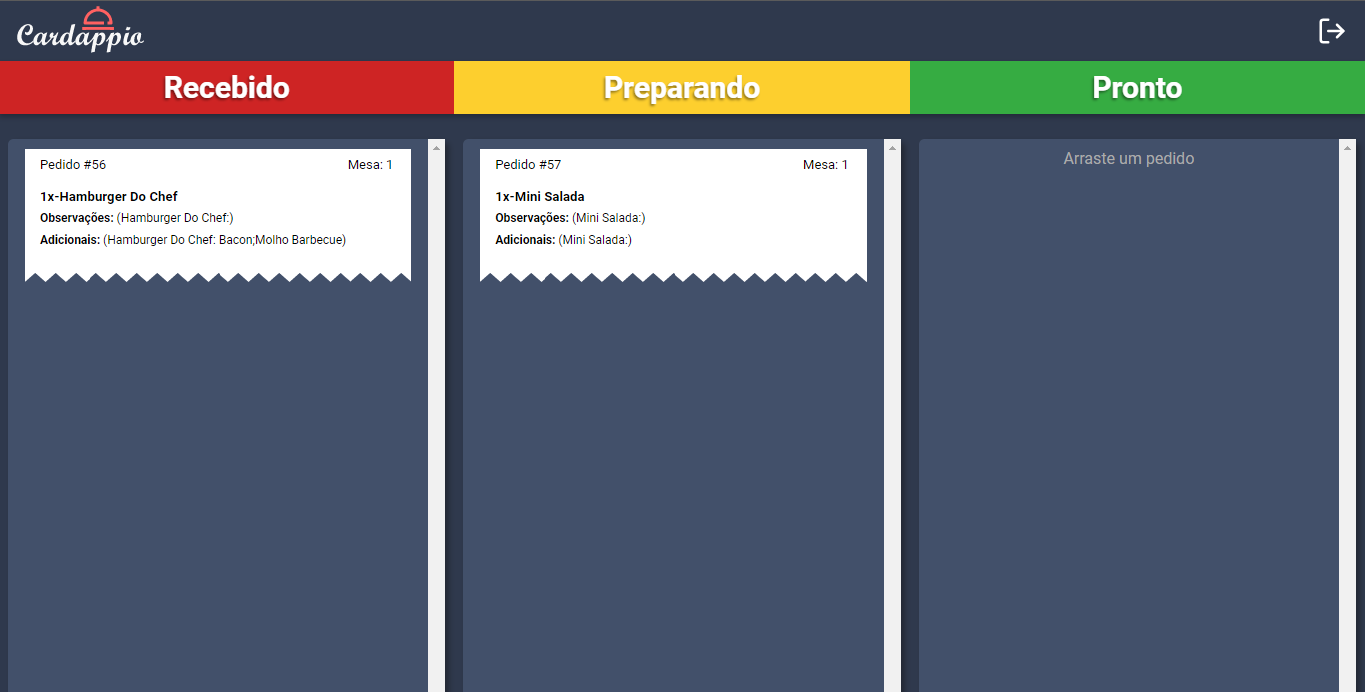 Cardappio
Recebido
Preparando
Pronto
Pedido #56 Mesa: 1
1x-Hamburger Do Chef
Observações: (Hamburger Do Chef:)
Adicionais: (Hamburger Do Chef: Bacon;Molho Barbecue)
Pedido #57 Mesa: 1
1x-Mini Salada
Observações: (Mini Salada:)
Adicionais: (Mini Salada:)
Arraste um pedido